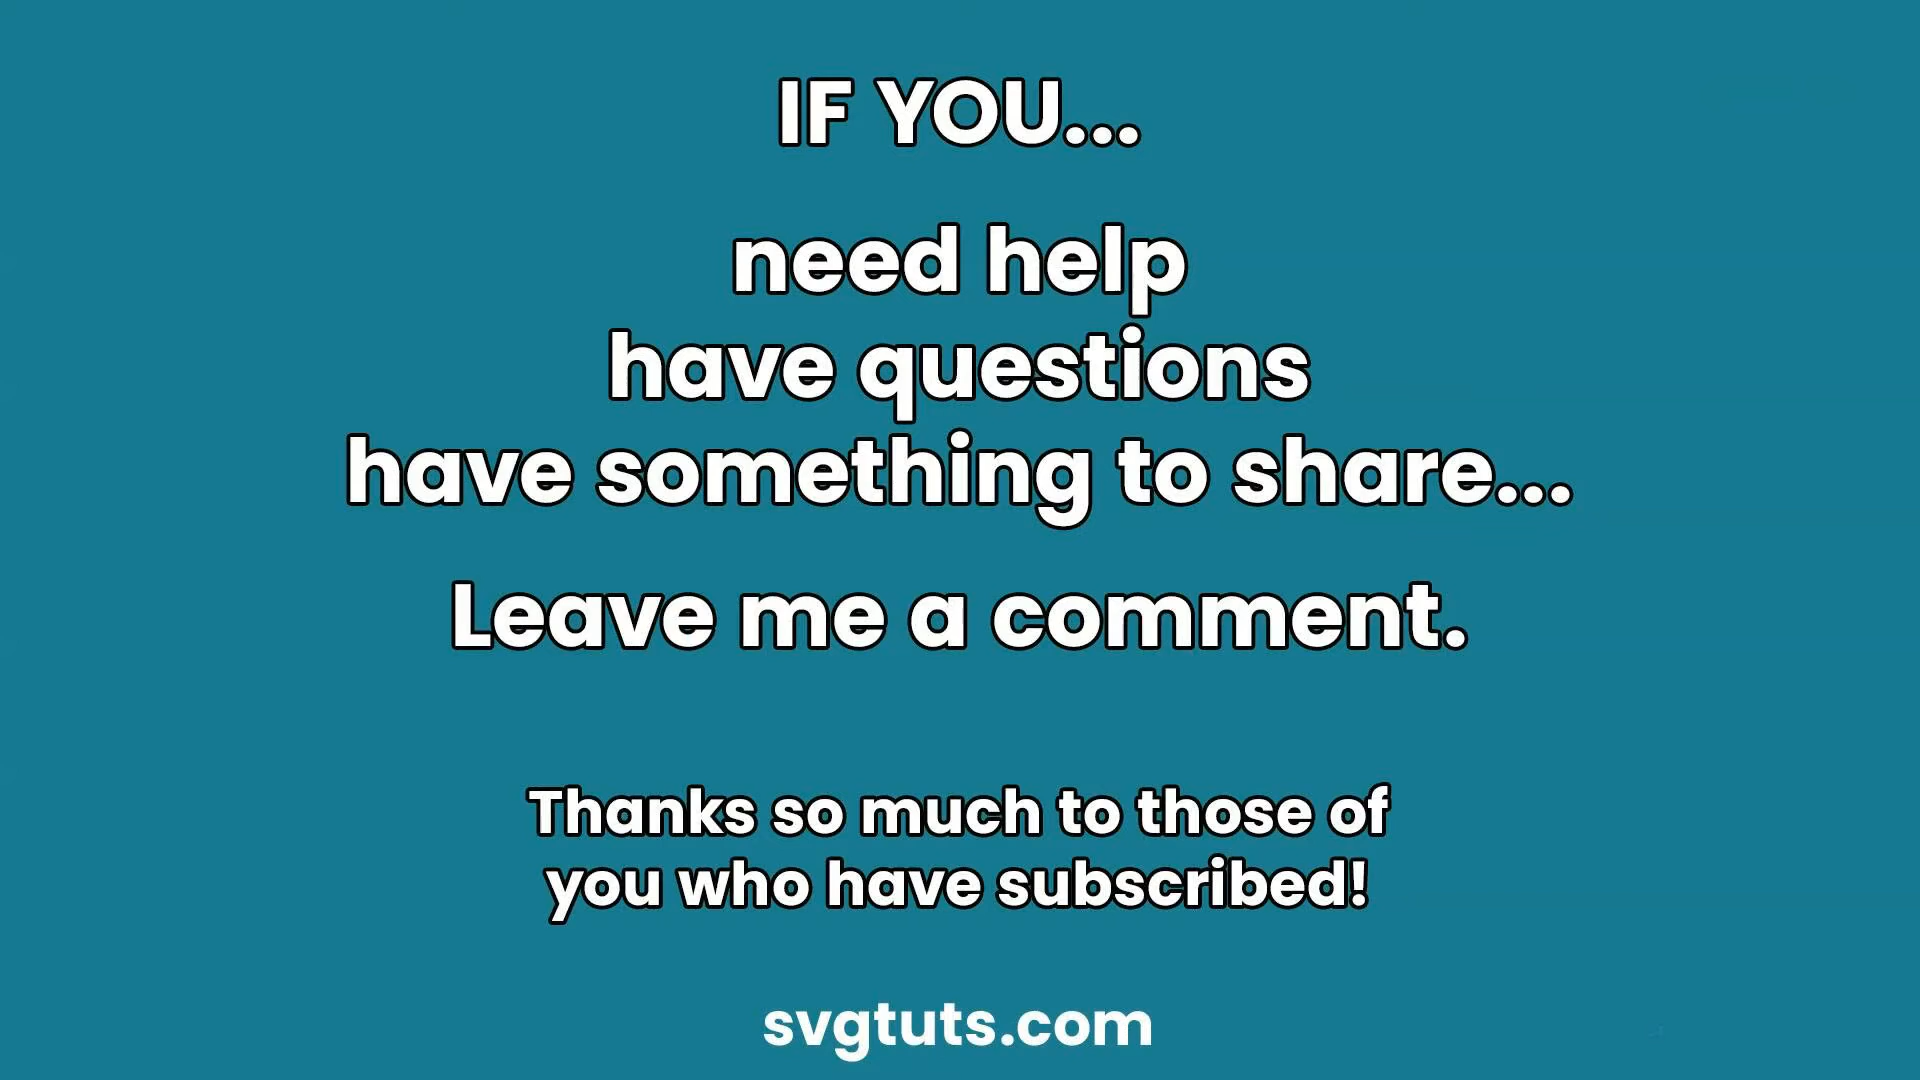 IF YOU...
need help
have questions
have something to share...
Leave me a comment.
Thanks so much to those of
you who have subscribed!
svgtuts.com